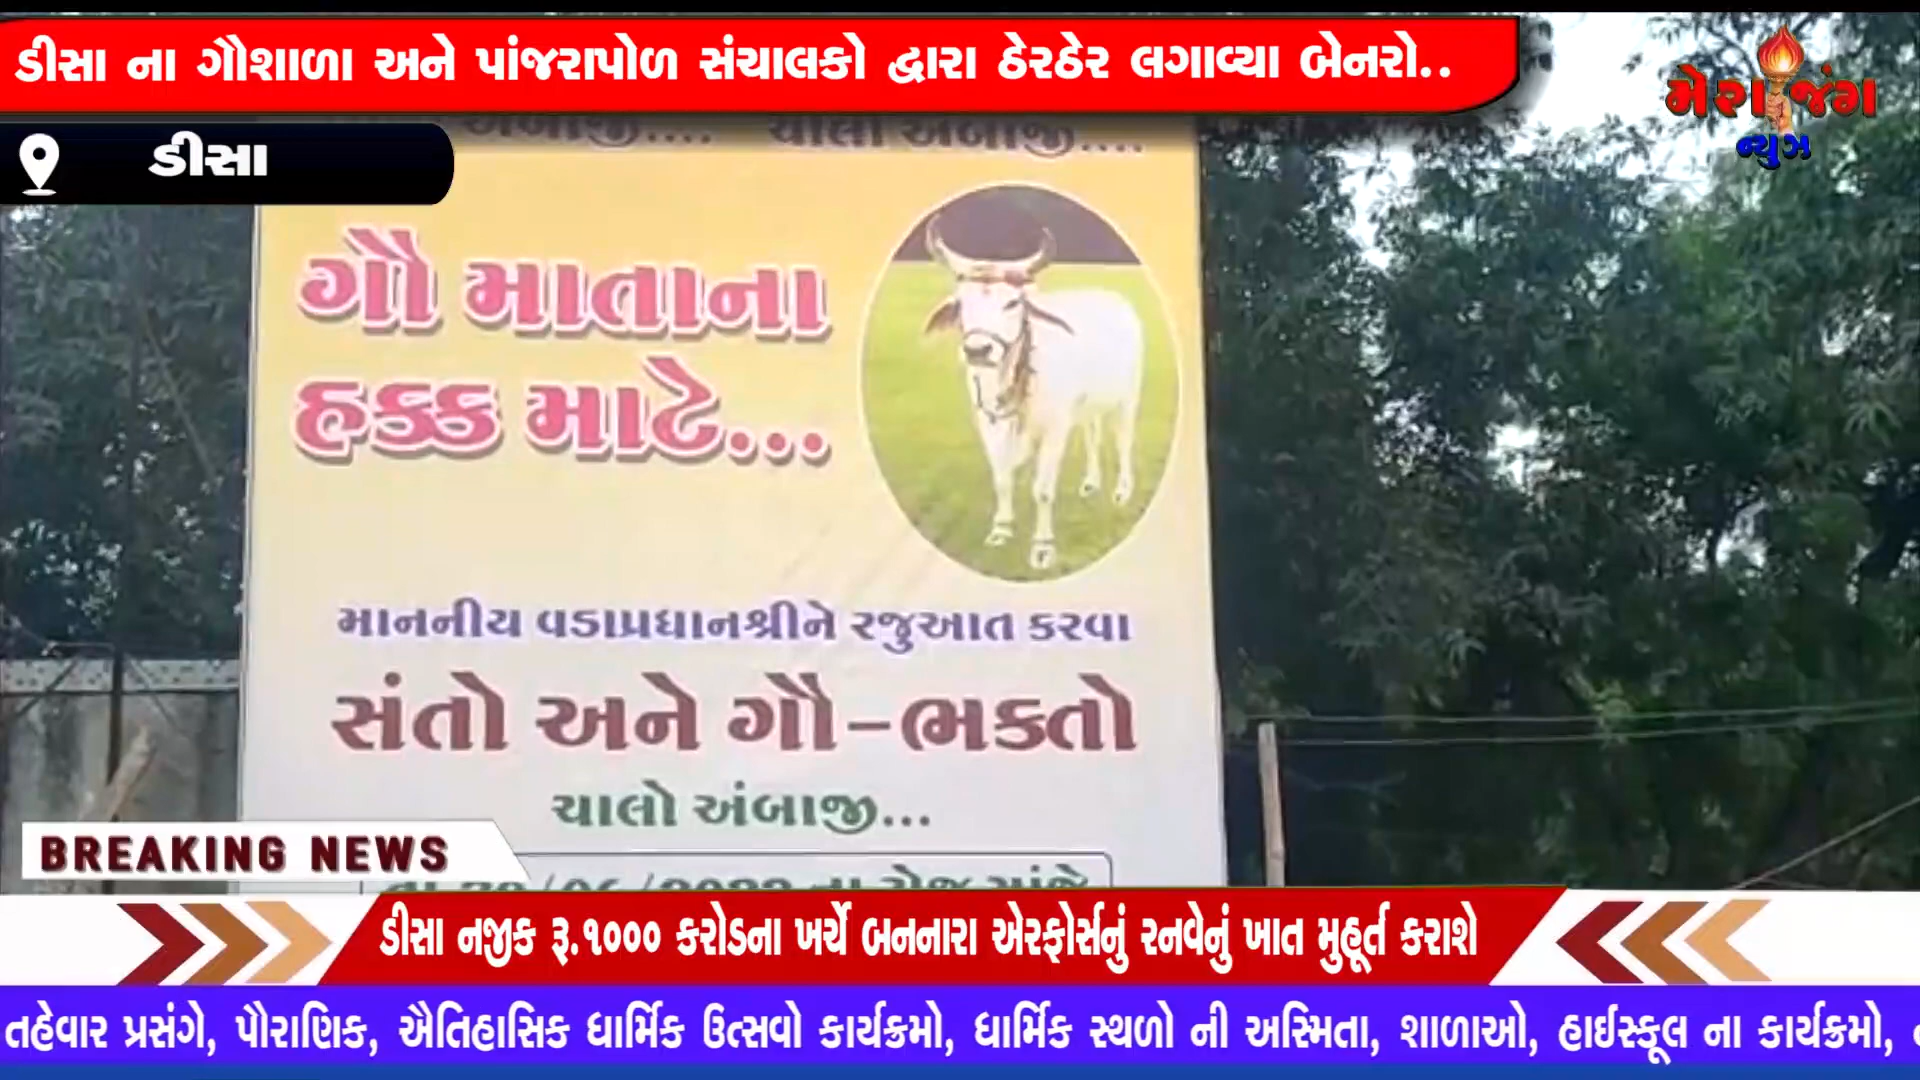 ડીસા ના ગૌશાળા અને પાંજરાપોળ સંચાલકો દ્વારા ઠેરઠેર લગાવ્યા બેનરો..
મેરા જંગ
ન્યુઝ
ડીસા
અંબાજી.... ચાલો અંબાજી....
ગૌ માતાના
હક્ક માટે...
માનનીય વડાપ્રધાનશ્રીને રજુઆત કરવા
સંતો અને ગૌ-ભક્તો
ચાલો અંબાજી...
BREAKING NEWS
ડીસા નજીક રૂ.૧૦૦૦ કરોડના ખર્ચે બનનારા એરફોર્સનું રનવેનું ખાત મુહૂર્ત કરાશે
તહેવાર પ્રસંગે, પૌરાણિક, ઐતિહાસિક ધાર્મિક ઉત્સવો કાર્યક્રમો, ધાર્મિક સ્થળો ની અસ્મિતા, શાળાઓ, હાઈસ્કૂલ ના કાર્યક્રમો,